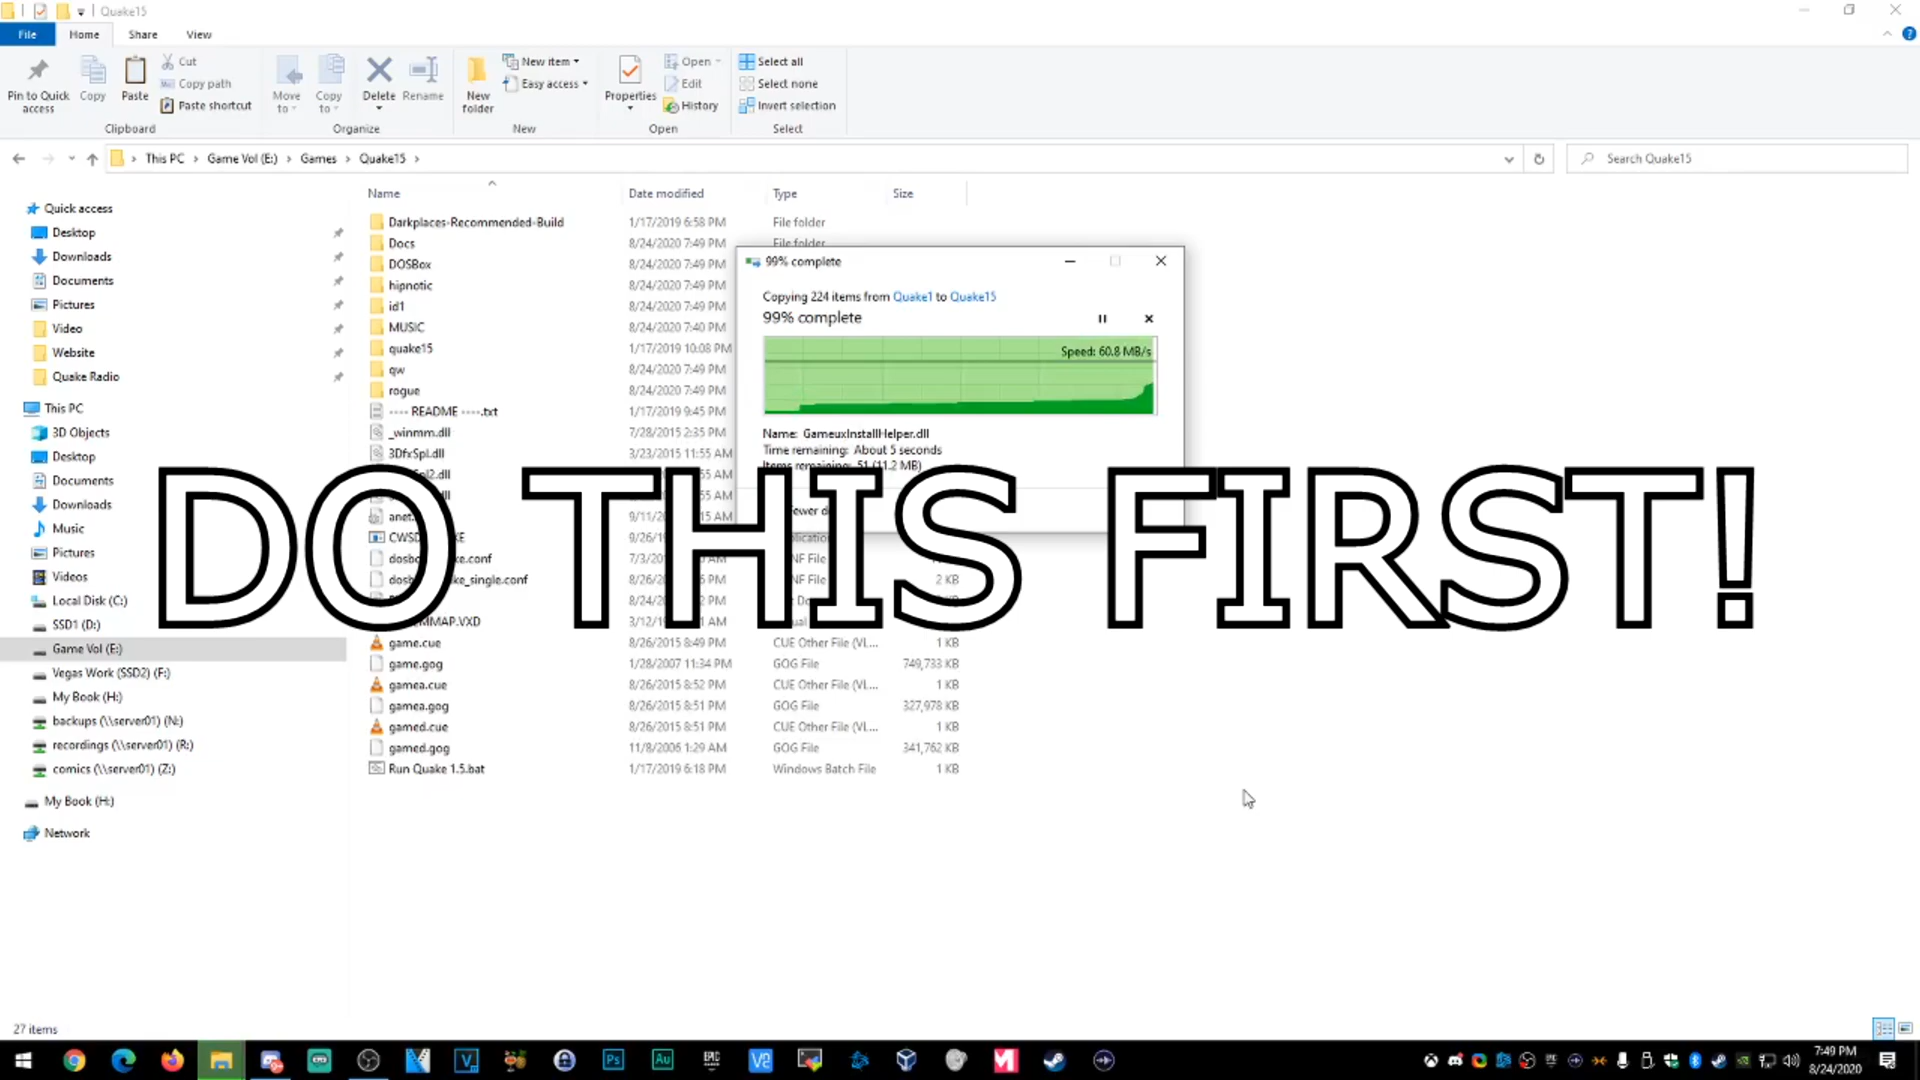 Quake15
File
Home
Share
View
Pin to Quick
access
Copy
Paste
Cut
Copy path
Paste shortcut
Clipboard
Move
to
Copy
to
Delete
Rename
Organize
New
folder
New item
Easy access
New
Properties
Open
Edit
History
Open
Select all
Select none
Invert selection
Select
This PC > Game Vol (E:) > Games > Quake15 >
Search Quake15
Name Date modified Type Size
Quick access
Desktop
Downloads
Documents
Pictures
Video
Website
Quake Radio
This PC
3D Objects
Desktop
Documents
Downloads
Music
Pictures
Videos
Local Disk (C:)
SSD1 (D:)
Game Vol (E:)
Vegas Work (SSD2) (F:)
My Book (H:)
backups (\\server01) (N:)
recordings (\\server01) (R:)
comics (\\server01) (Z:)
My Book (H:)
Network
Darkplaces-Recommended-Build 1/17/2019 6:58 PM File folder
Docs 8/24/2020 7:49 PM File folder
DOSBox 8/24/2020 7:49 PM
hipnotic 8/24/2020 7:49 PM
id1 8/24/2020 7:49 PM
MUSIC 8/24/2020 7:40 PM
quake15 1/17/2019 10:08 PM
qw 8/24/2020 7:49 PM
rogue 8/24/2020 7:49 PM
---- README ----.txt 1/17/2019 9:45 PM
_winmm.dll 7/28/2015 2:35 PM
3DfxSpl.dll 3/23/2015 11:55 AM
game.cue 8/26/2015 8:49 PM CUE Other File (VL... 1 KB
game.gog 1/28/2007 11:34 PM GOG File 749,733 KB
gamea.cue 8/26/2015 8:52 PM CUE Other File (VL... 1 KB
gamea.gog 8/26/2015 8:51 PM GOG File 327,978 KB
gamed.cue 8/26/2015 8:51 PM CUE Other File (VL... 1 KB
gamed.gog 11/8/2006 1:29 AM GOG File 341,762 KB
Run Quake 1.5.bat 1/17/2019 6:18 PM Windows Batch File 1 KB
99% complete
Copying 224 items from Quake1 to Quake15
99% complete
Speed: 60.8 MB/s
Name: GameuxInstallHelper.dll
Time remaining: About 5 seconds
Items remaining: 51 (11.2 MB)
DO THIS FIRST!
27 items
7:49 PM
8/24/2020